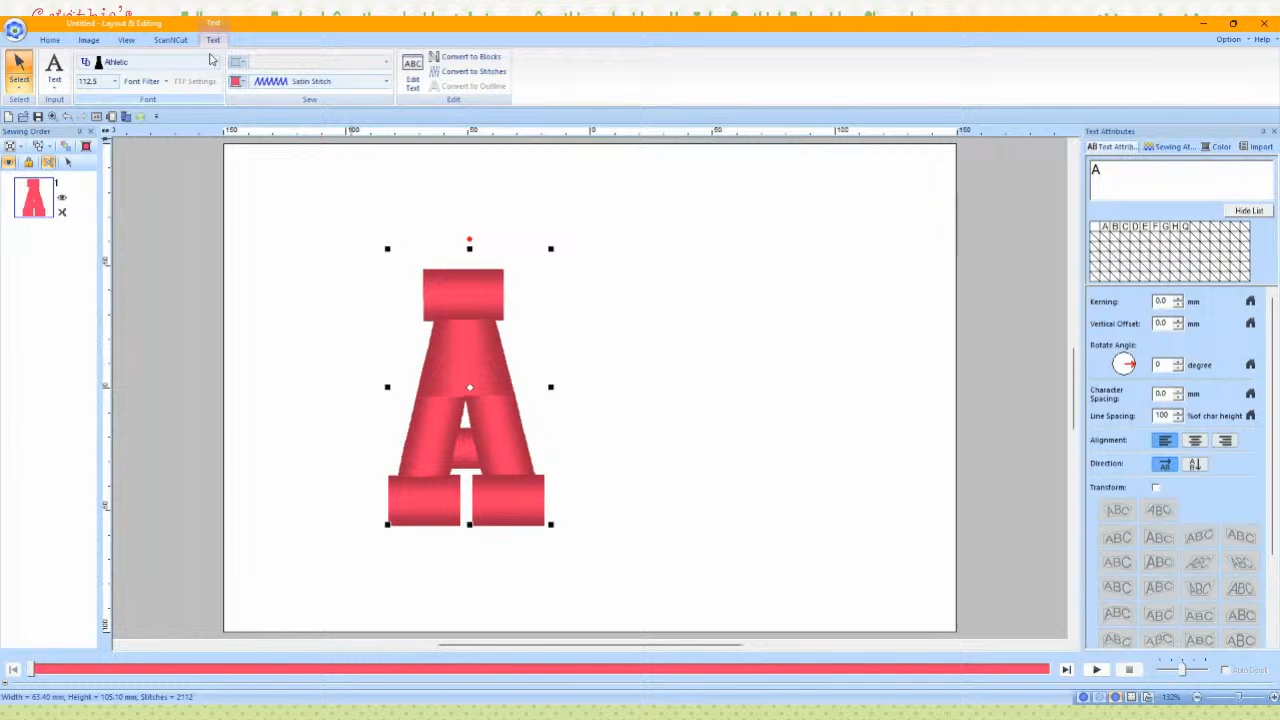 Untitled - Layout & Editing
Text
Home Image View ScanNCut Text
Option Help
Athletic
Satin Stitch
112.5 Font Filter TTF Settings
Select Text
Edit Text
ABC
Convert to Blocks
Convert to Stitches
Convert to Outline
Select Input Font Sew Edit
Sewing Order
150 100 50 0 50 100 150
1
Text Attributes
Text Attrib... Sewing At... Color Import
A
Hide List
A B C D E F G H Q
Kerning: 0.0 mm
Vertical Offset: 0.0 mm
Rotate Angle:
0 degree
Character Spacing: 0.0 mm
Line Spacing: 100 %of char height
Alignment:
Direction:
Transform:
Auto Scroll
Width = 63.40 mm, Height = 105.10 mm, Stitches = 2112
132%